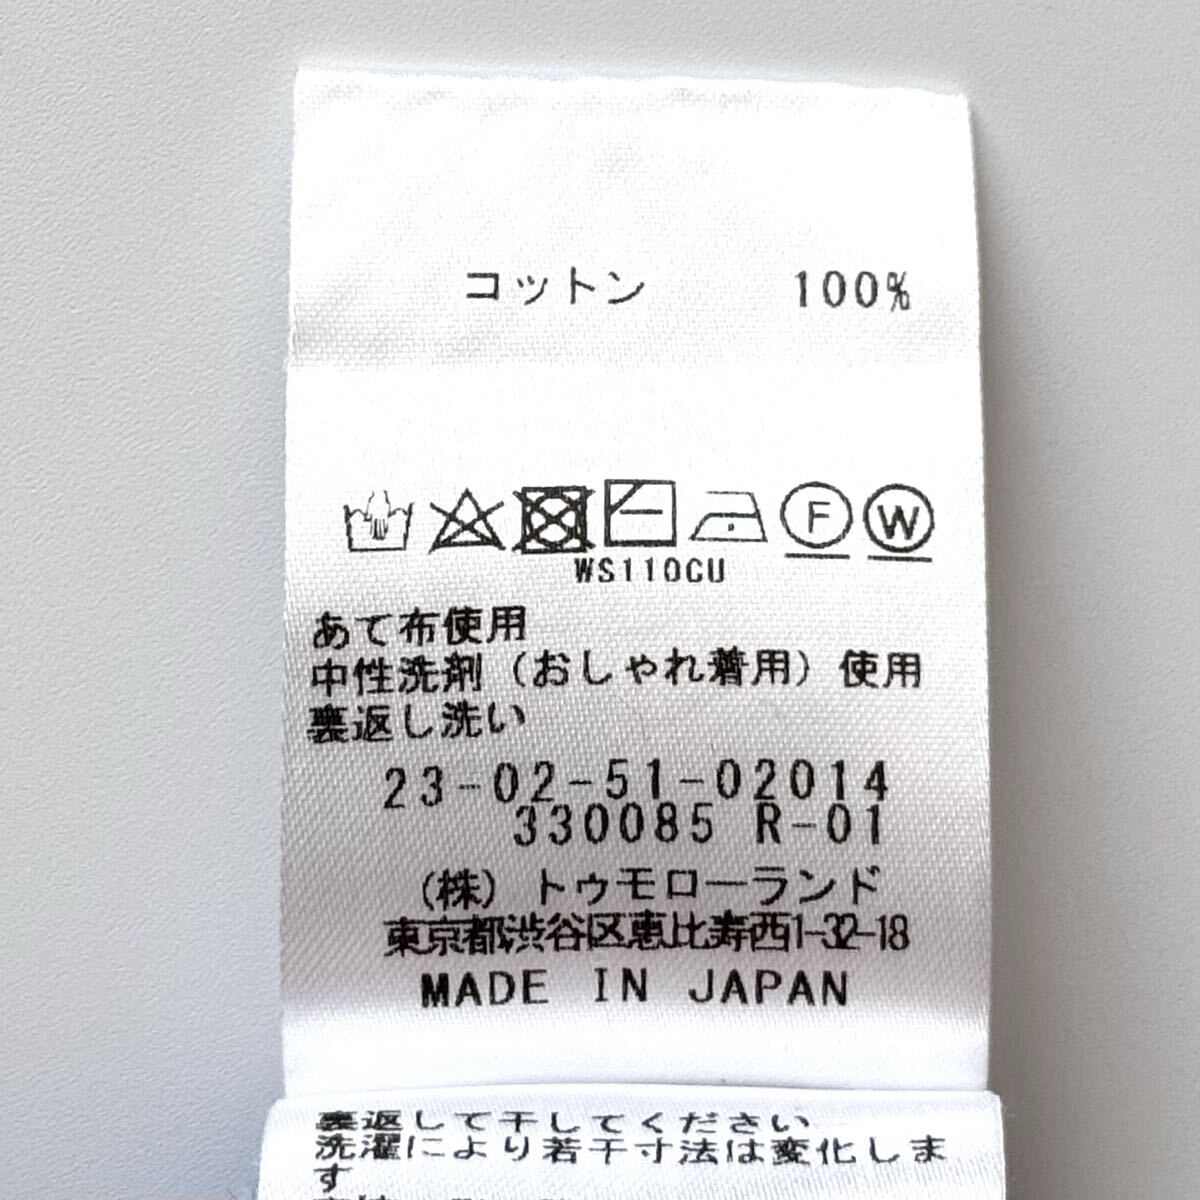 コットン 100%
F W
WS110CU
あて布使用
中性洗剤（おしゃれ着用）使用
裏返し洗い
23-02-51-02014
330085 R-01
（株）トゥモローランド
東京都渋谷区恵比寿西1-32-18
MADE IN JAPAN
裏返して干してください
洗濯により若干寸法は変化しま
す